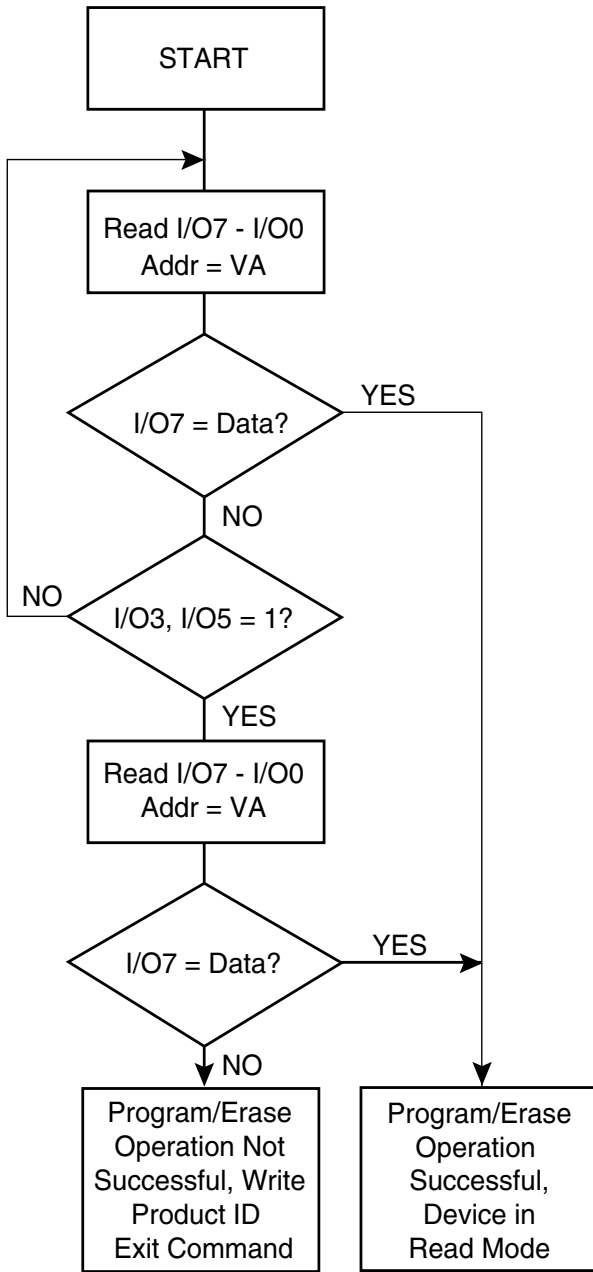 START
Read I/O7 - I/O0
Addr = VA
I/O7 = Data?
YES
NO
NO
I/O3, I/O5 = 1?
YES
Read I/O7 - I/O0
Addr = VA
I/O7 = Data?
YES
NO
Program/Erase
Operation Not
Successful, Write
Product ID
Exit Command
Program/Erase
Operation
Successful,
Device in
Read Mode